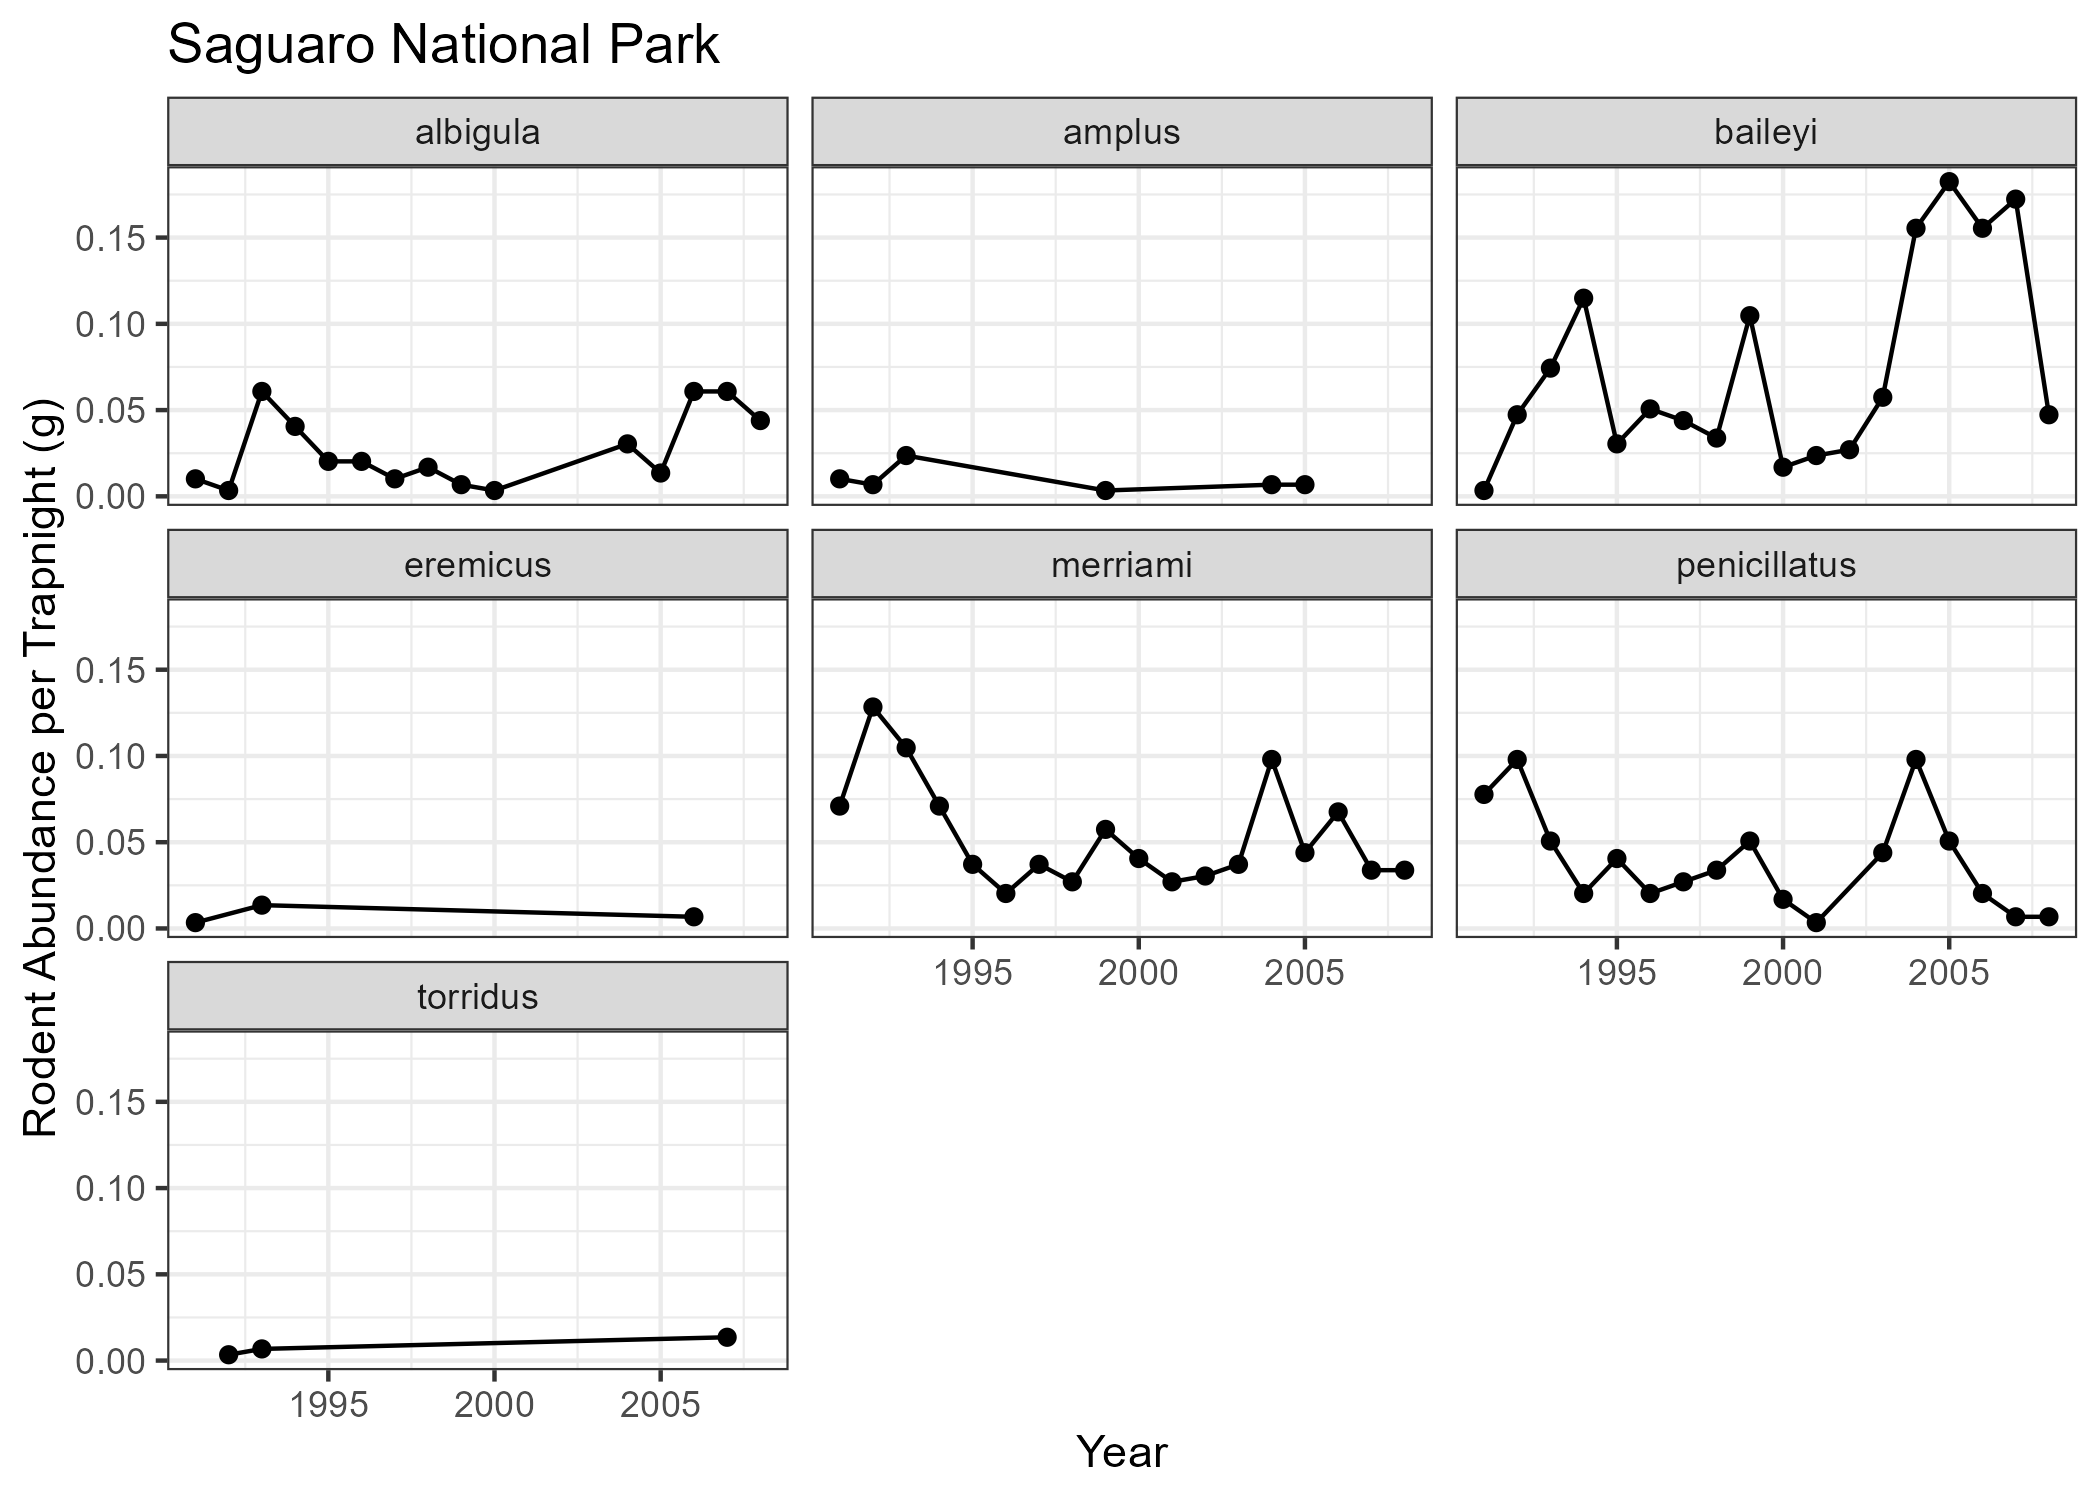 Saguaro National Park
albigula
amplus
baileyi
0.15
0.10
0.05
0.00
eremicus
merriami
penicillatus
0.15
0.10
0.05
0.00
1995 2000 2005
1995 2000 2005
torridus
0.15
0.10
0.05
0.00
1995 2000 2005
Rodent Abundance per Trapnight (g)
Year